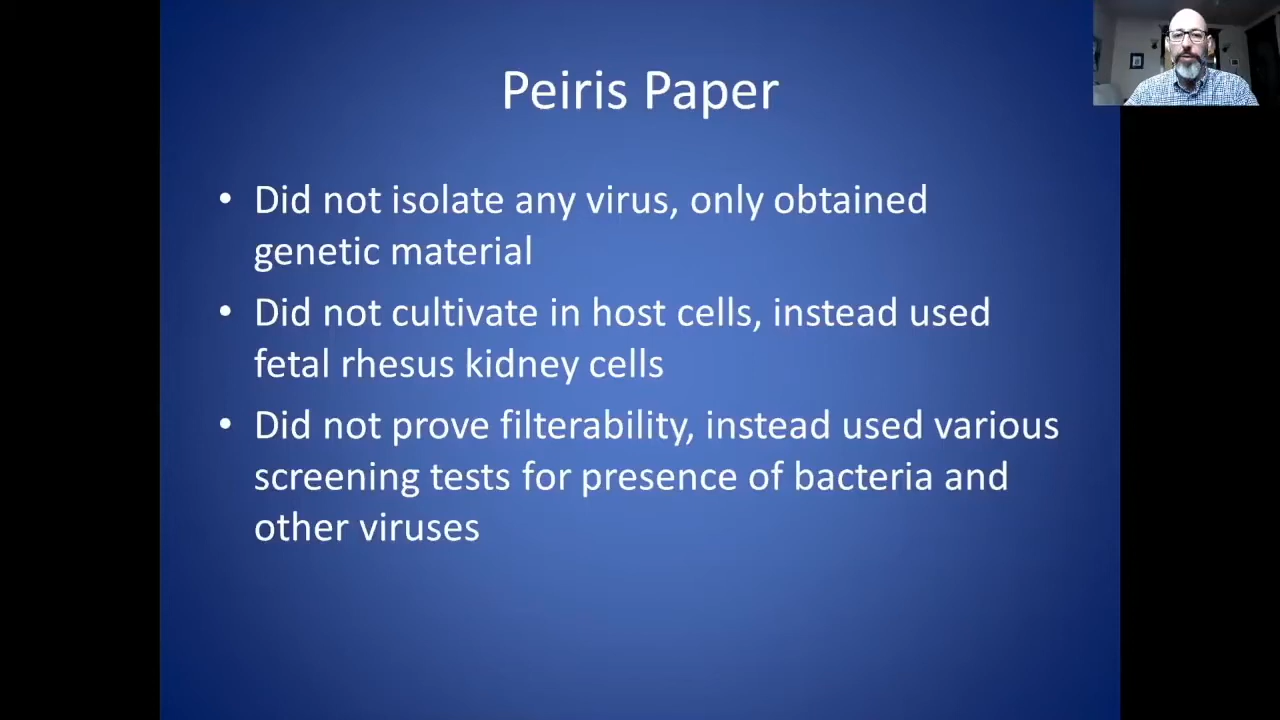 Peiris Paper
• Did not isolate any virus, only obtained
genetic material
• Did not cultivate in host cells, instead used
fetal rhesus kidney cells
• Did not prove filterability, instead used various
screening tests for presence of bacteria and
other viruses